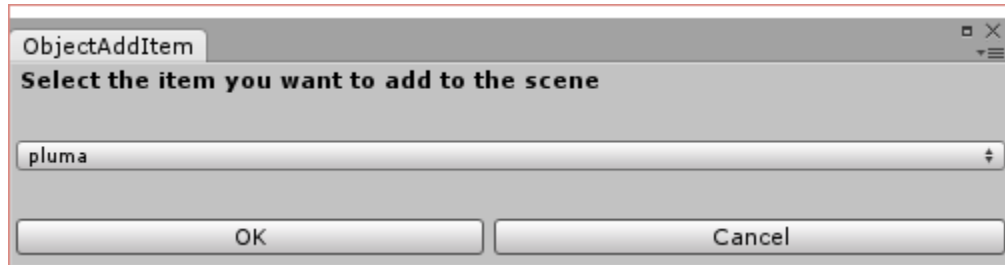 ObjectAddItem
Select the item you want to add to the scene
pluma
OK Cancel